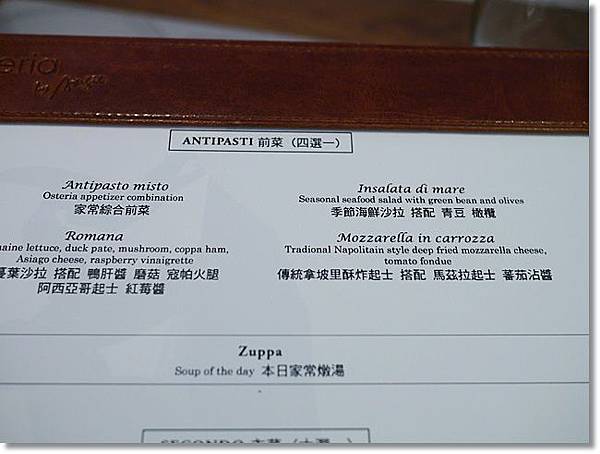 ANTIPASTI 前菜（四選一）
Antipasto misto
Osteria appetizer combination
家常綜合前菜
Insalata di mare
Seasonal seafood salad with green bean and olives
季節海鮮沙拉 搭配 青豆 橄欖
Romana
lettuce, duck pate, mushroom, coppa ham,
Asiago cheese, raspberry vinaigrette
葉沙拉 搭配 鴨肝醬 磨菇 寇帕火腿
阿西亞哥起士 紅莓醬
Mozzarella in carrozza
Tradional Napolitain style deep fried mozzarella cheese,
tomato fondue
傳統拿坡里酥炸起士 搭配 馬茲拉起士 蕃茄沾醬
Zuppa
Soup of the day 本日家常燉湯
SECONDO